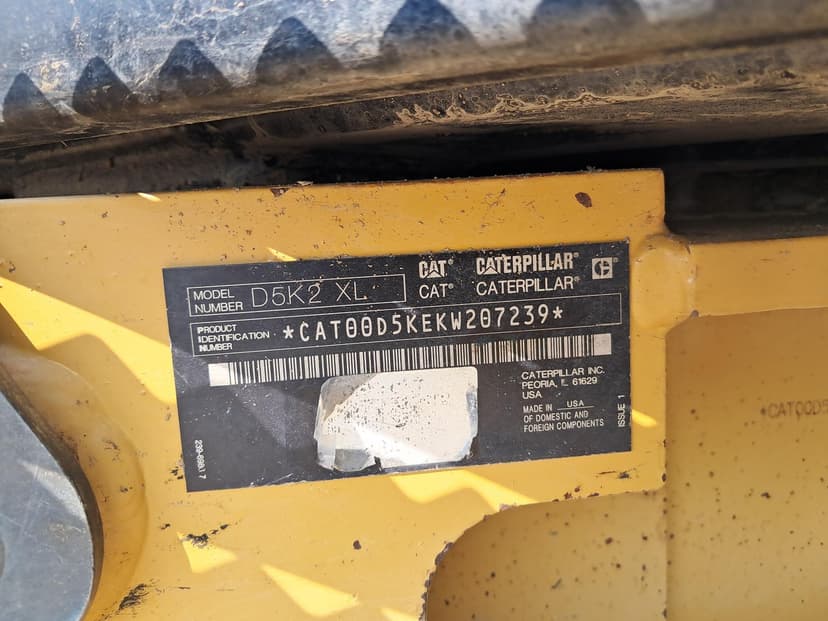 MODEL NUMBER D5K2 XL
CAT® CATERPILLAR® C
CAT® CATERPILLAR®
PRODUCT IDENTIFICATION NUMBER *CAT00D5KEKW207239*
CATERPILLAR INC.
PEORIA, IL 61629
USA
MADE IN USA
OF DOMESTIC AND
FOREIGN COMPONENTS
ISSUE 1
*CAT00D5